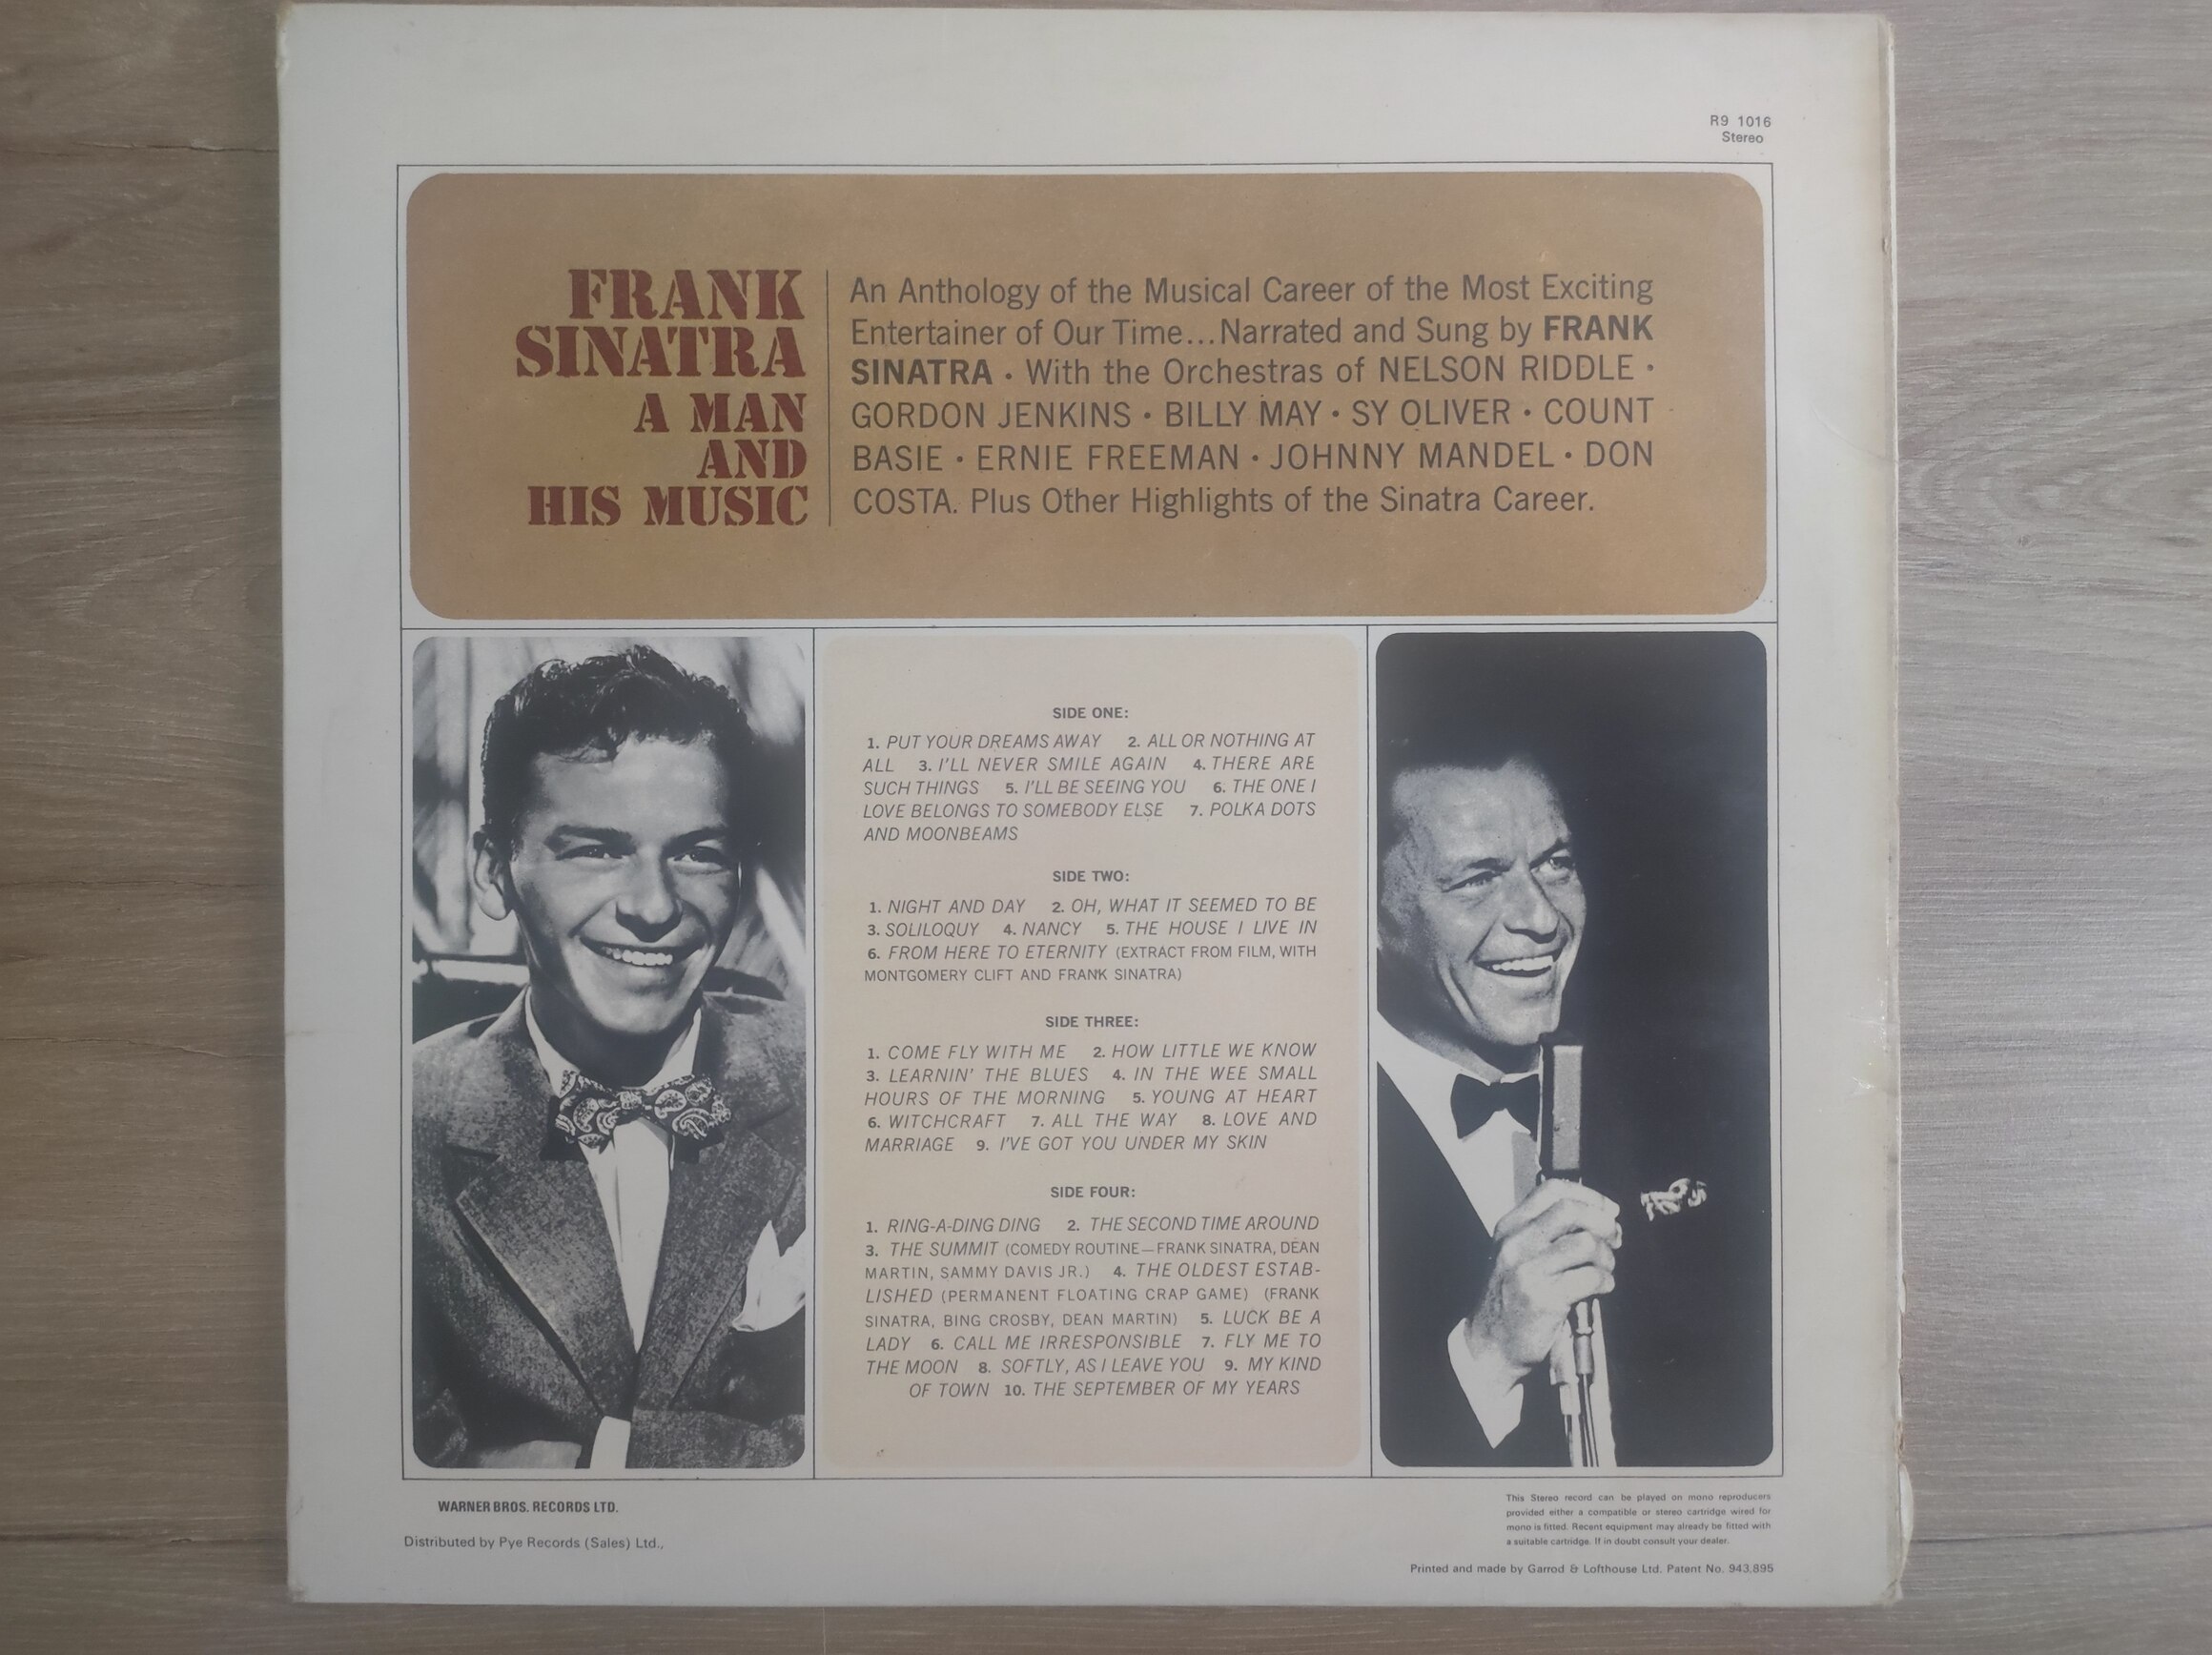 R9 1016
Stereo
FRANK
SINATRA
A MAN
AND
HIS MUSIC
An Anthology of the Musical Career of the Most Exciting
Entertainer of Our Time...Narrated and Sung by FRANK
SINATRA • With the Orchestras of NELSON RIDDLE •
GORDON JENKINS • BILLY MAY • SY OLIVER • COUNT
BASIE • ERNIE FREEMAN • JOHNNY MANDEL • DON
COSTA. Plus Other Highlights of the Sinatra Career.
SIDE ONE:
1. PUT YOUR DREAMS AWAY 2. ALL OR NOTHING AT
ALL 3. I'LL NEVER SMILE AGAIN 4. THERE ARE
SUCH THINGS 5. I'LL BE SEEING YOU 6. THE ONE I
LOVE BELONGS TO SOMEBODY ELSE 7. POLKA DOTS
AND MOONBEAMS
SIDE TWO:
1. NIGHT AND DAY 2. OH, WHAT IT SEEMED TO BE
3. SOLILOQUY 4. NANCY 5. THE HOUSE I LIVE IN
6. FROM HERE TO ETERNITY (EXTRACT FROM FILM, WITH
MONTGOMERY CLIFT AND FRANK SINATRA)
SIDE THREE:
1. COME FLY WITH ME 2. HOW LITTLE WE KNOW
3. LEARNIN' THE BLUES 4. IN THE WEE SMALL
HOURS OF THE MORNING 5. YOUNG AT HEART
6. WITCHCRAFT 7. ALL THE WAY 8. LOVE AND
MARRIAGE 9. I'VE GOT YOU UNDER MY SKIN
SIDE FOUR:
1. RING-A-DING DING 2. THE SECOND TIME AROUND
3. THE SUMMIT (COMEDY ROUTINE—FRANK SINATRA, DEAN
MARTIN, SAMMY DAVIS JR.) 4. THE OLDEST ESTAB-
LISHED (PERMANENT FLOATING CRAP GAME) (FRANK
SINATRA, BING CROSBY, DEAN MARTIN) 5. LUCK BE A
LADY 6. CALL ME IRRESPONSIBLE 7. FLY ME TO
THE MOON 8. SOFTLY, AS I LEAVE YOU 9. MY KIND
OF TOWN 10. THE SEPTEMBER OF MY YEARS
WARNER BROS. RECORDS LTD.
Distributed by Pye Records (Sales) Ltd.,
This Stereo record can be played on mono reproducers
provided either a compatible or stereo cartridge wired for
mono is fitted. Recent equipment may already be fitted with
a suitable cartridge. If in doubt consult your dealer.
Printed and made by Garrod & Lofthouse Ltd. Patent No. 943,895